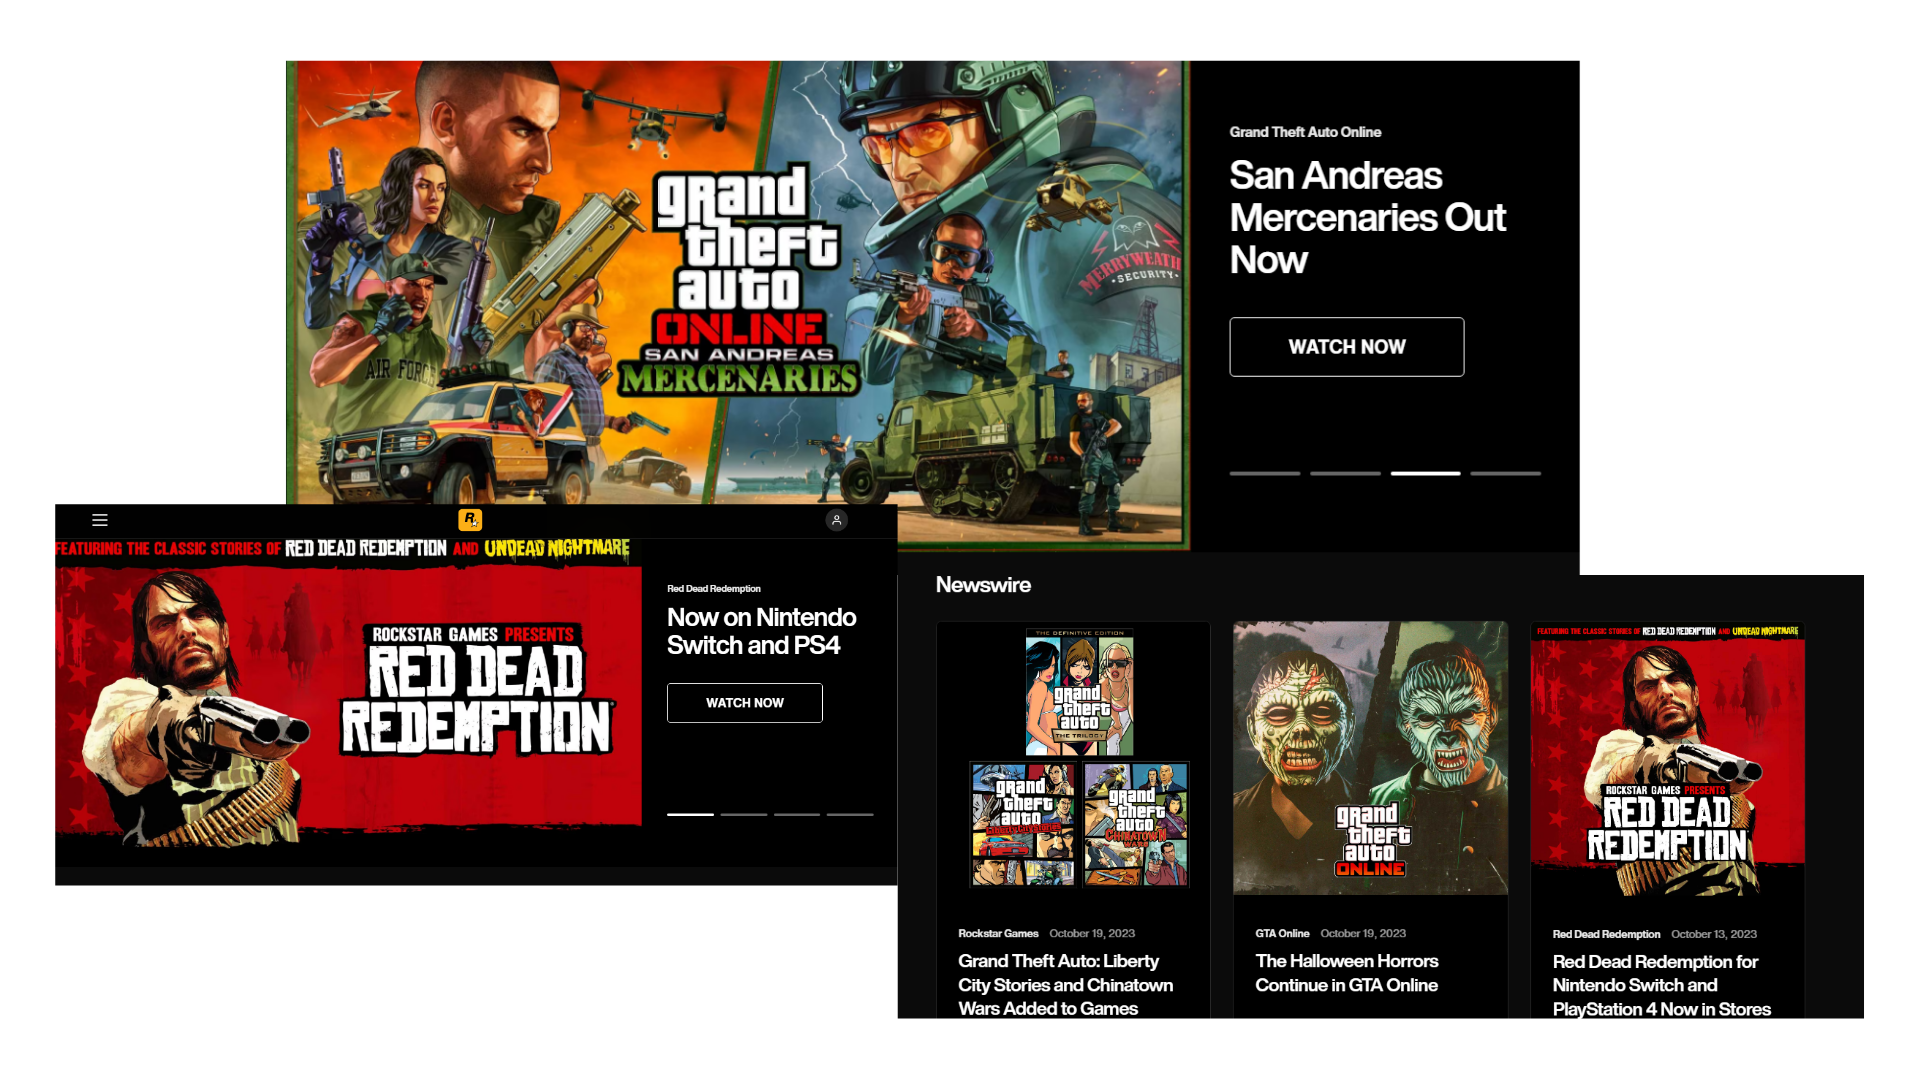 grand
theft
auto
ONLINE
SAN ANDREAS
MERCENARIES
AIR FORC
MERRYWEATH
SECURITY
Grand Theft Auto Online
San Andreas
Mercenaries Out
Now
WATCH NOW
R
FEATURING THE CLASSIC STORIES OF RED DEAD REDEMPTION AND UNDEAD NIGHTMARE
ROCKSTAR GAMES PRESENTS
RED DEAD
REDEMPTION
Red Dead Redemption
Now on Nintendo
Switch and PS4
WATCH NOW
Newswire
THE DEFINITIVE EDITION
grand
theft
auto
THE TRILOGY
grand
theft
auto
Liberty City Stories
grand
theft
auto
CHINATOWN
WARS
Rockstar Games October 19, 2023
Grand Theft Auto: Liberty
City Stories and Chinatown
Wars Added to Games
grand
theft
auto
ONLINE
GTA Online October 19, 2023
The Halloween Horrors
Continue in GTA Online
FEATURING THE CLASSIC STORIES OF RED DEAD REDEMPTION AND UNDEAD NIGHTMARE
ROCKSTAR GAMES PRESENTS
RED DEAD
REDEMPTION
Red Dead Redemption October 13, 2023
Red Dead Redemption for
Nintendo Switch and
PlayStation 4 Now in Stores